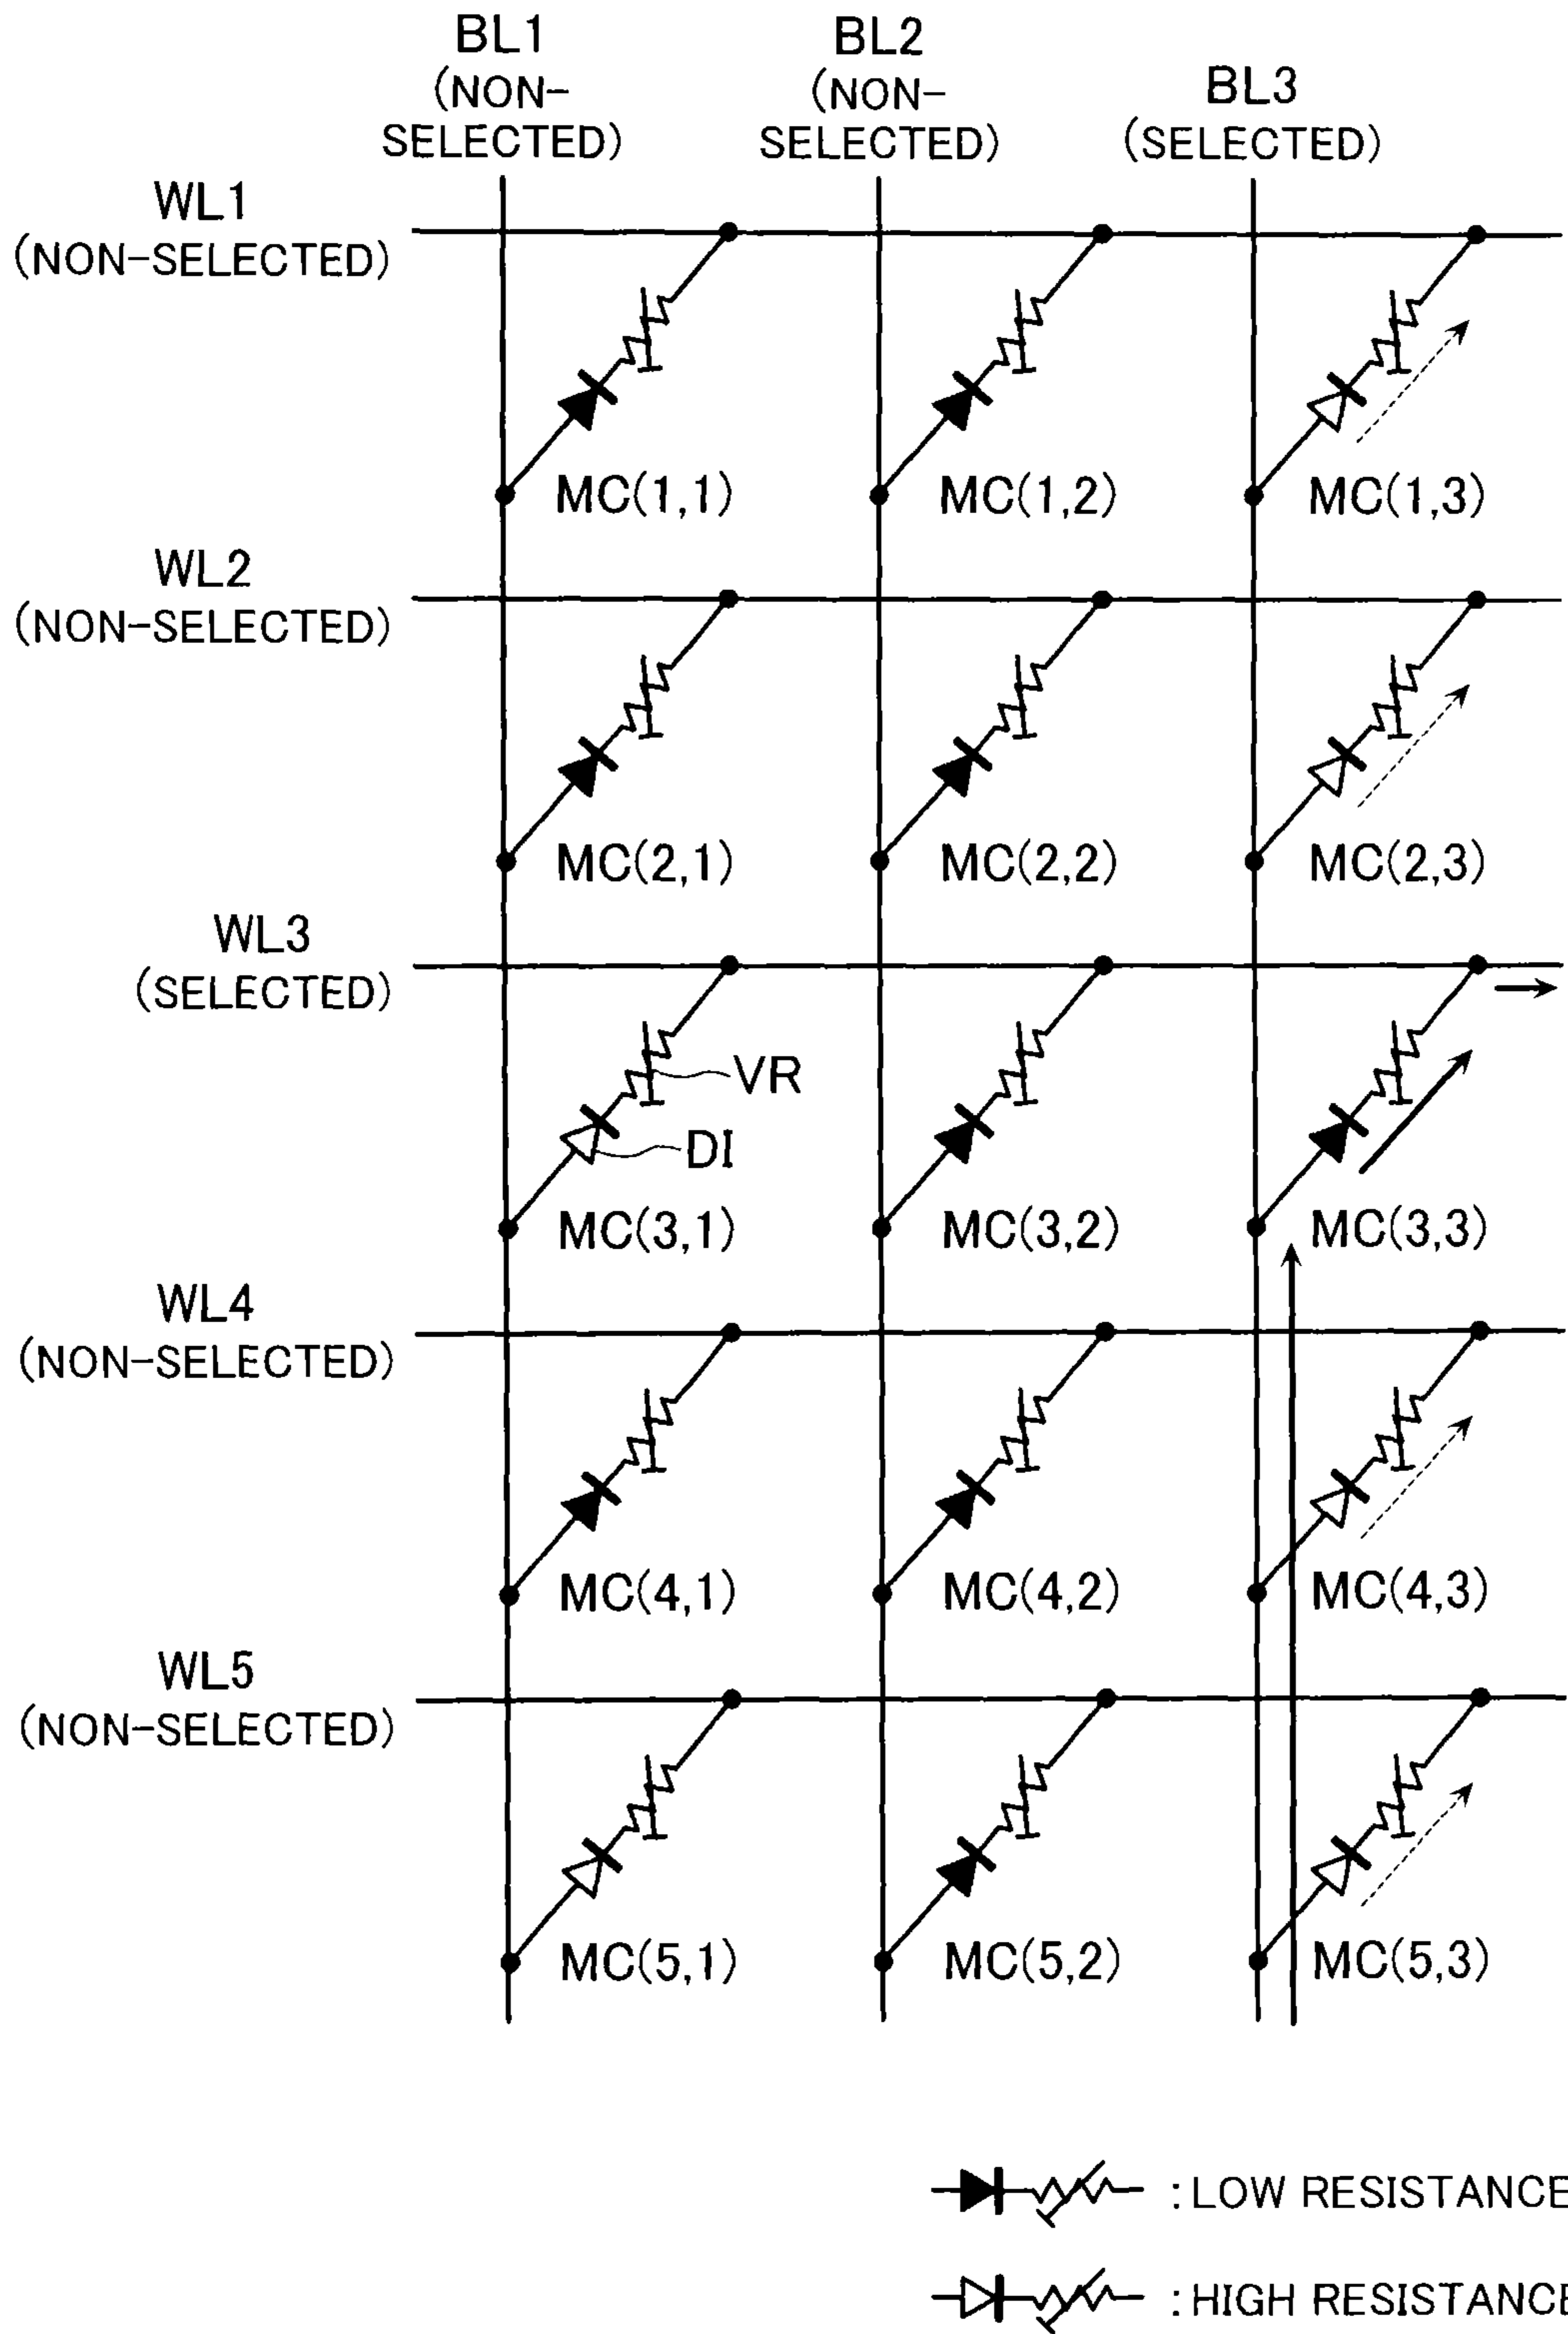 BL1
(NON-
SELECTED)
BL2
(NON-
SELECTED)
BL3
(SELECTED)
WL1
(NON-SELECTED)
MC(1,1)
MC(1,2)
MC(1,3)
WL2
(NON-SELECTED)
MC(2,1)
MC(2,2)
MC(2,3)
WL3
(SELECTED)
VR
DI
MC(3,1)
MC(3,2)
MC(3,3)
WL4
(NON-SELECTED)
MC(4,1)
MC(4,2)
MC(4,3)
WL5
(NON-SELECTED)
MC(5,1)
MC(5,2)
MC(5,3)
: LOW RESISTANCE
: HIGH RESISTANCE